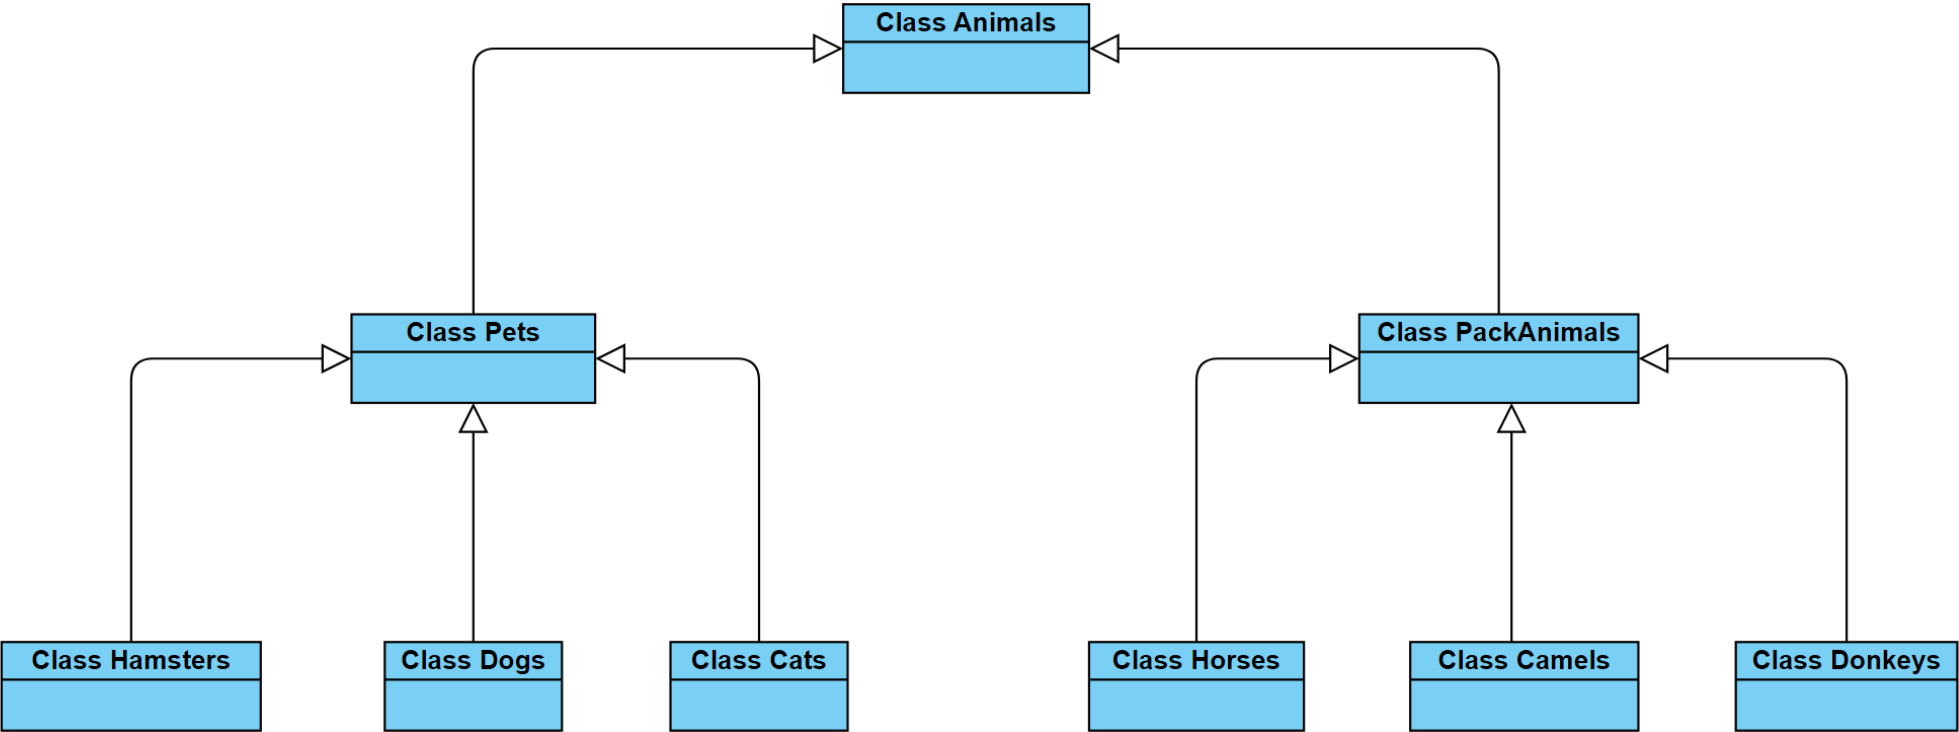 Class Animals
Class Pets
Class PackAnimals
Class Hamsters
Class Dogs
Class Cats
Class Horses
Class Camels
Class Donkeys